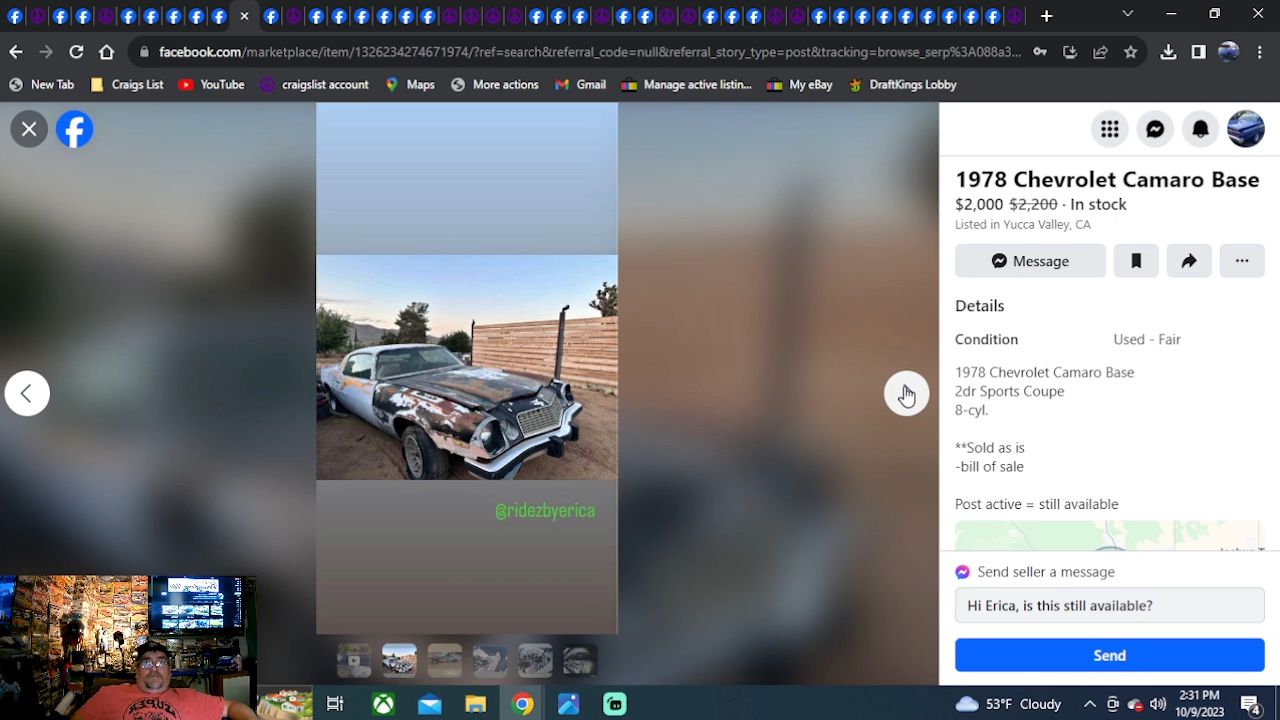 facebook.com/marketplace/item/1326234274671974/?ref=search&referral_code=null&referral_story_type=post&tracking=browse_serp%3A088a3...
New Tab
Craigs List
YouTube
craigslist account
Maps
More actions
Gmail
Manage active listin...
My eBay
DraftKings Lobby
1978 Chevrolet Camaro Base
$2,000 $2,200 · In stock
Listed in Yucca Valley, CA
Message
Details
Condition Used - Fair
1978 Chevrolet Camaro Base
2dr Sports Coupe
8-cyl.
**Sold as is
-bill of sale
Post active = still available
@ridezbyerica
Send seller a message
Hi Erica, is this still available?
Send
53°F Cloudy
2:31 PM
10/9/2023
4